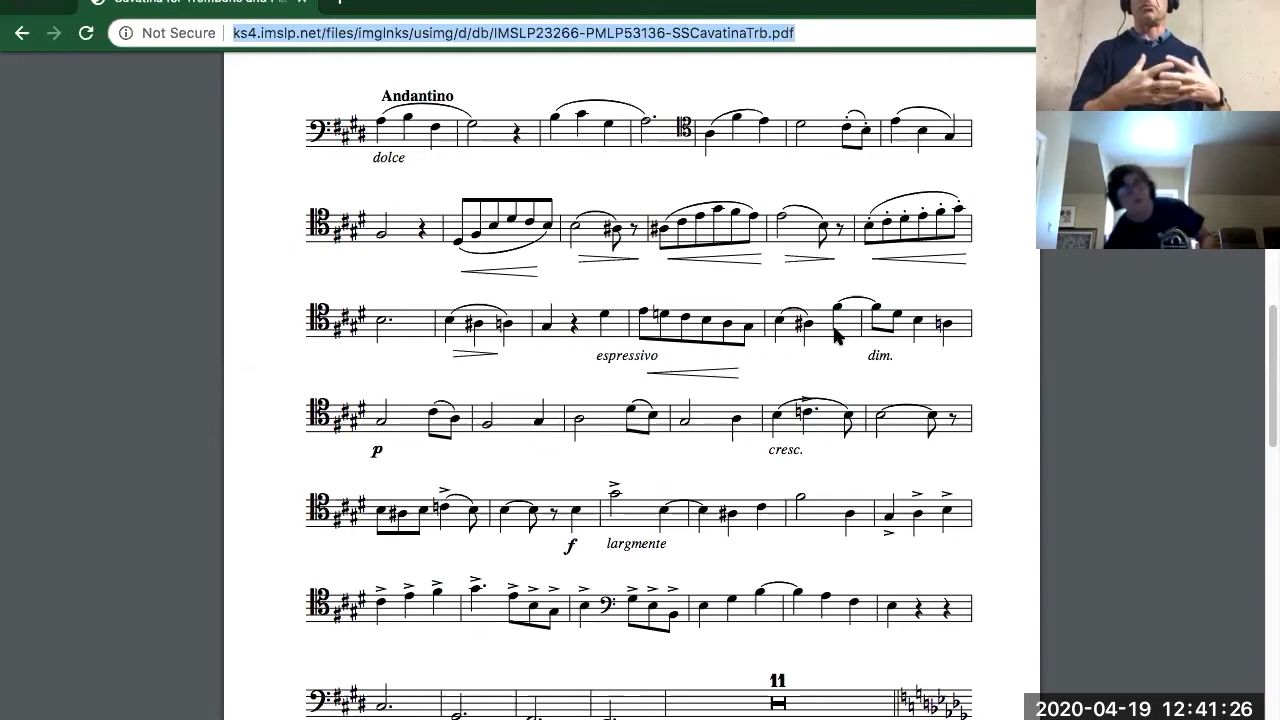 Not Secure
ks4.imslp.net/files/imglnks/usimg/d/db/IMSLP23266-PMLP53136-SSCavatinaTrb.pdf
Andantino
dolce
espressivo
dim.
p
cresc.
f
largmente
11
2020-04-19 12:41:26